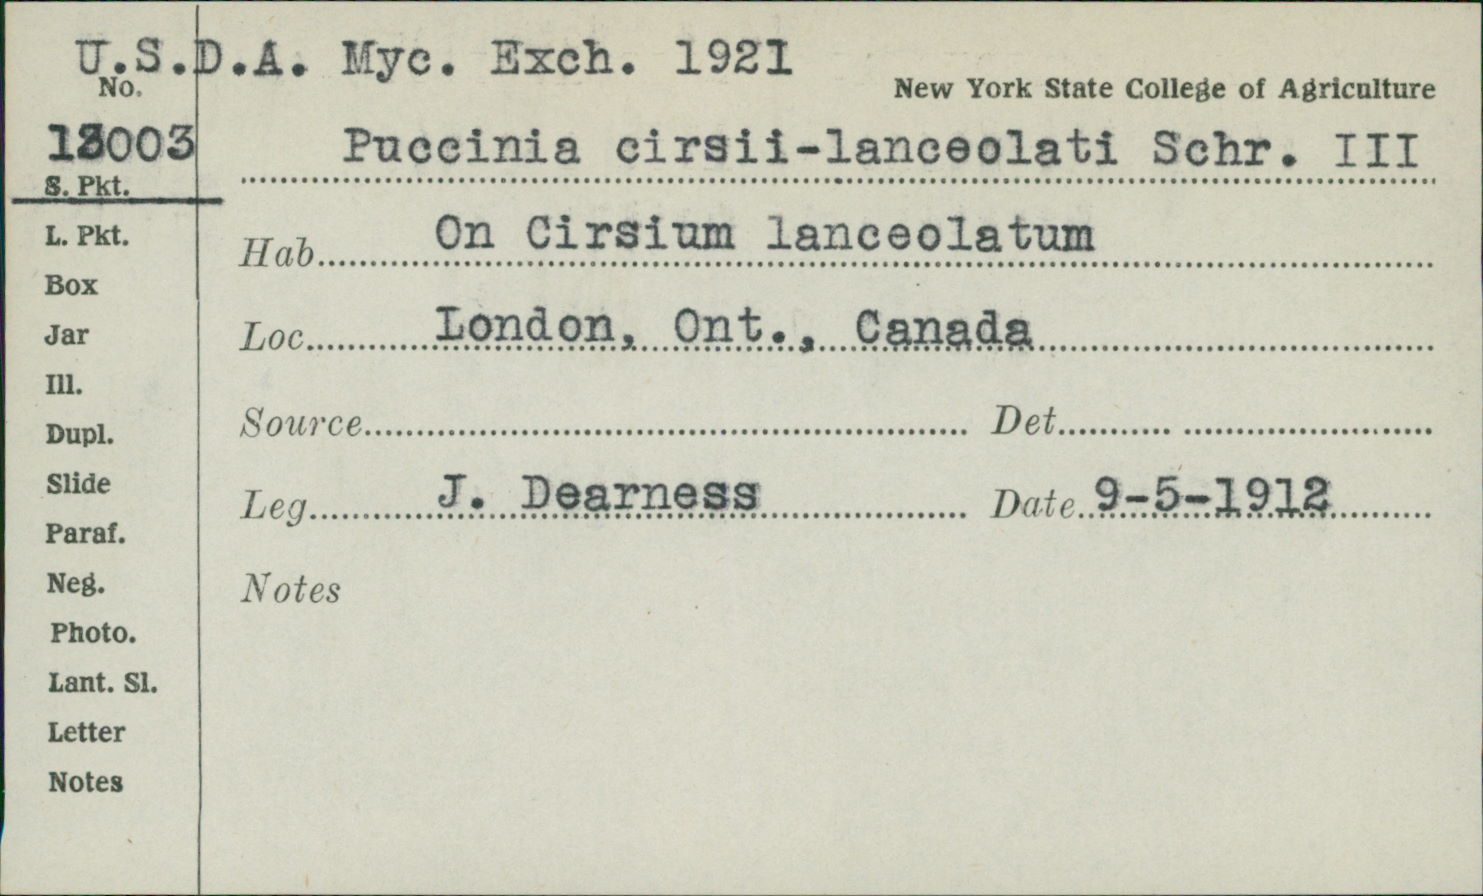 U.S.D.A. Myc. Exch. 1921
No.
New York State College of Agriculture
13003
Puccinia cirsii-lanceolati Schr. III
S. Pkt.
L. Pkt.
Hab. On Cirsium lanceolatum
Box
Jar
Loc. London, Ont., Canada
Ill.
Dupl.
Source Det.
Slide
Leg. J. Dearness Date 9-5-1912
Paraf.
Neg.
Notes
Photo.
Lant. Sl.
Letter
Notes